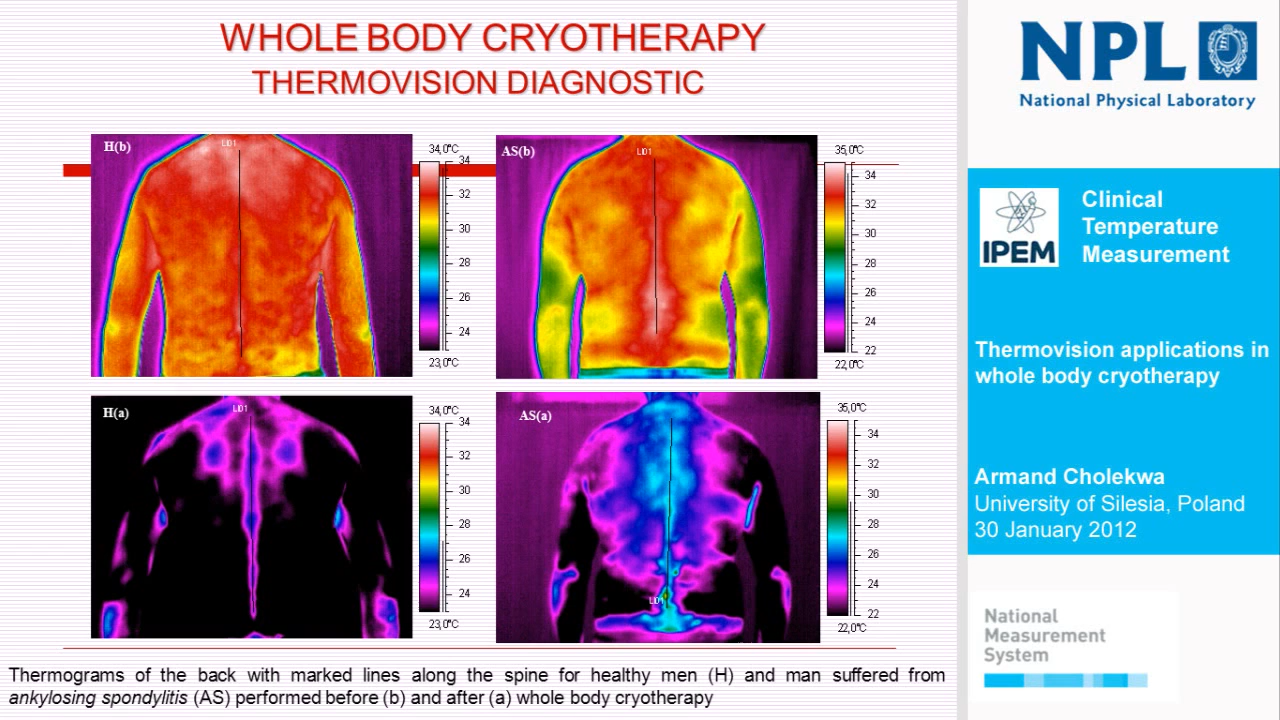 WHOLE BODY CRYOTHERAPY
THERMOVISION DIAGNOSTIC
H(b)
LI01
34,0°C
34
32
30
28
26
24
23,0°C
AS(b)
LI01
35,0°C
34
32
30
28
26
24
22
22,0°C
H(a)
LI01
34,0°C
34
32
30
28
26
24
23,0°C
AS(a)
LI01
35,0°C
34
32
30
28
26
24
22
22,0°C
Thermograms of the back with marked lines along the spine for healthy men (H) and man suffered from
ankylosing spondylitis (AS) performed before (b) and after (a) whole body cryotherapy
NPL
National Physical Laboratory
IPEM
Clinical
Temperature
Measurement
Thermovision applications in
whole body cryotherapy
Armand Cholekwa
University of Silesia, Poland
30 January 2012
National
Measurement
System